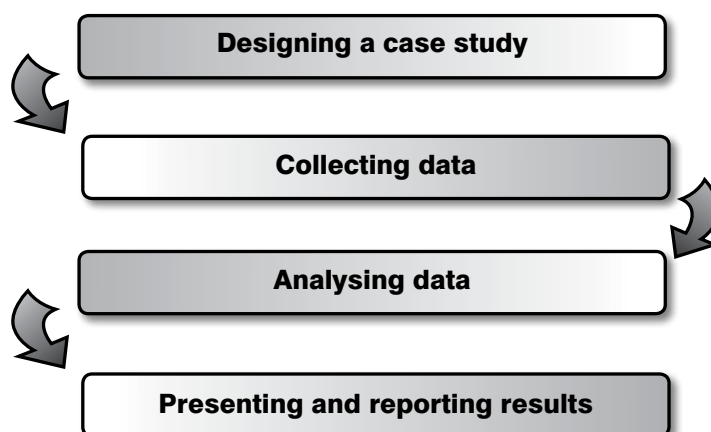 Designing a case study
Collecting data
Analysing data
Presenting and reporting results